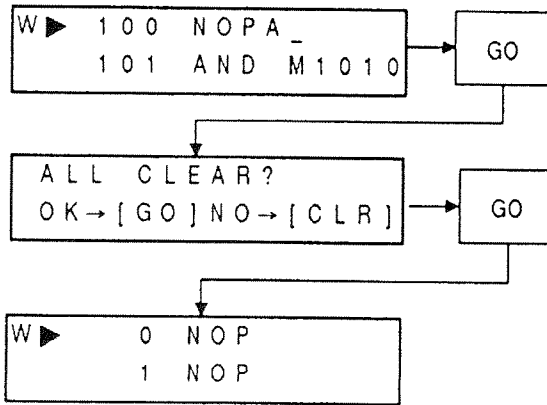 W▶ 100 NOPA_
101 AND M1010
GO
ALL CLEAR?
OK→[GO]NO→[CLR]
GO
W▶ 0 NOP
1 NOP